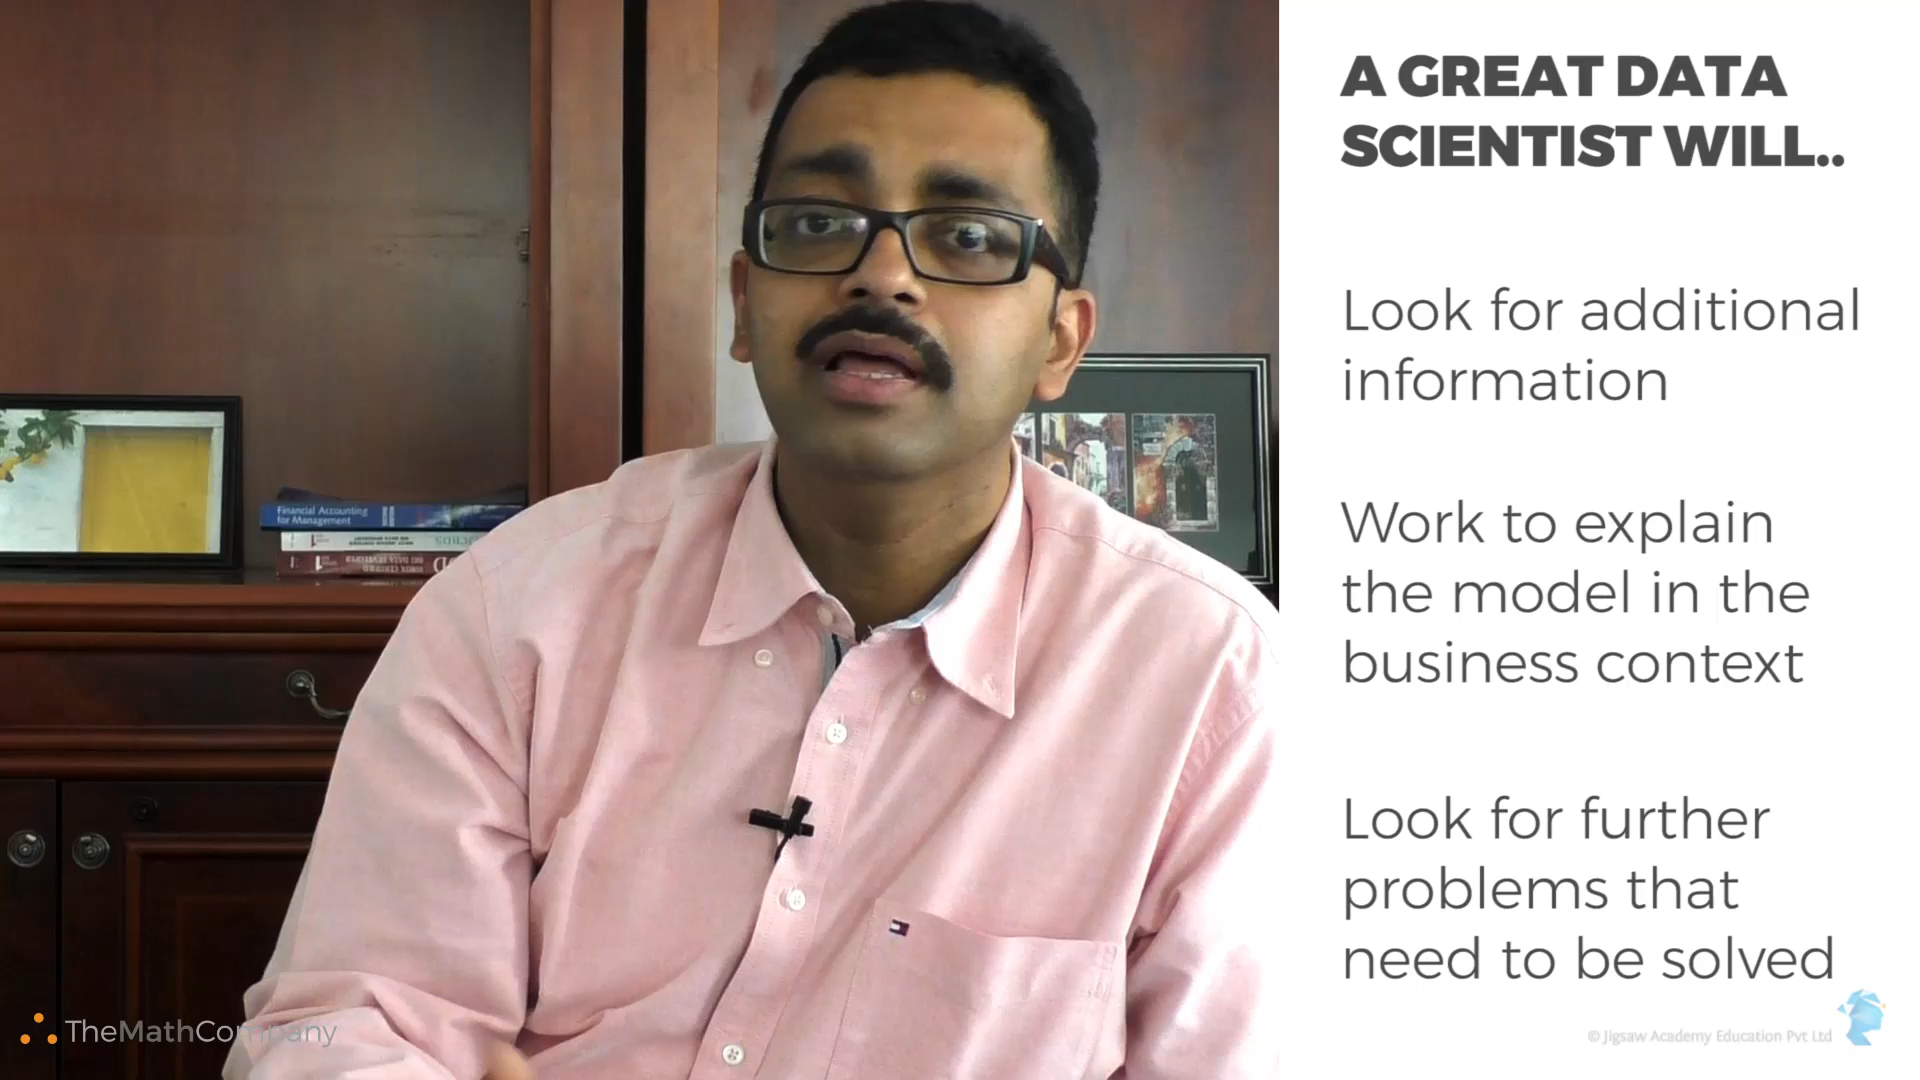 A GREAT DATA
SCIENTIST WILL..
Look for additional
information
Work to explain
the model in the
business context
Look for further
problems that
need to be solved
Financial Accounting
for Management
TheMathCompany
© Jigsaw Academy Education Pvt Ltd